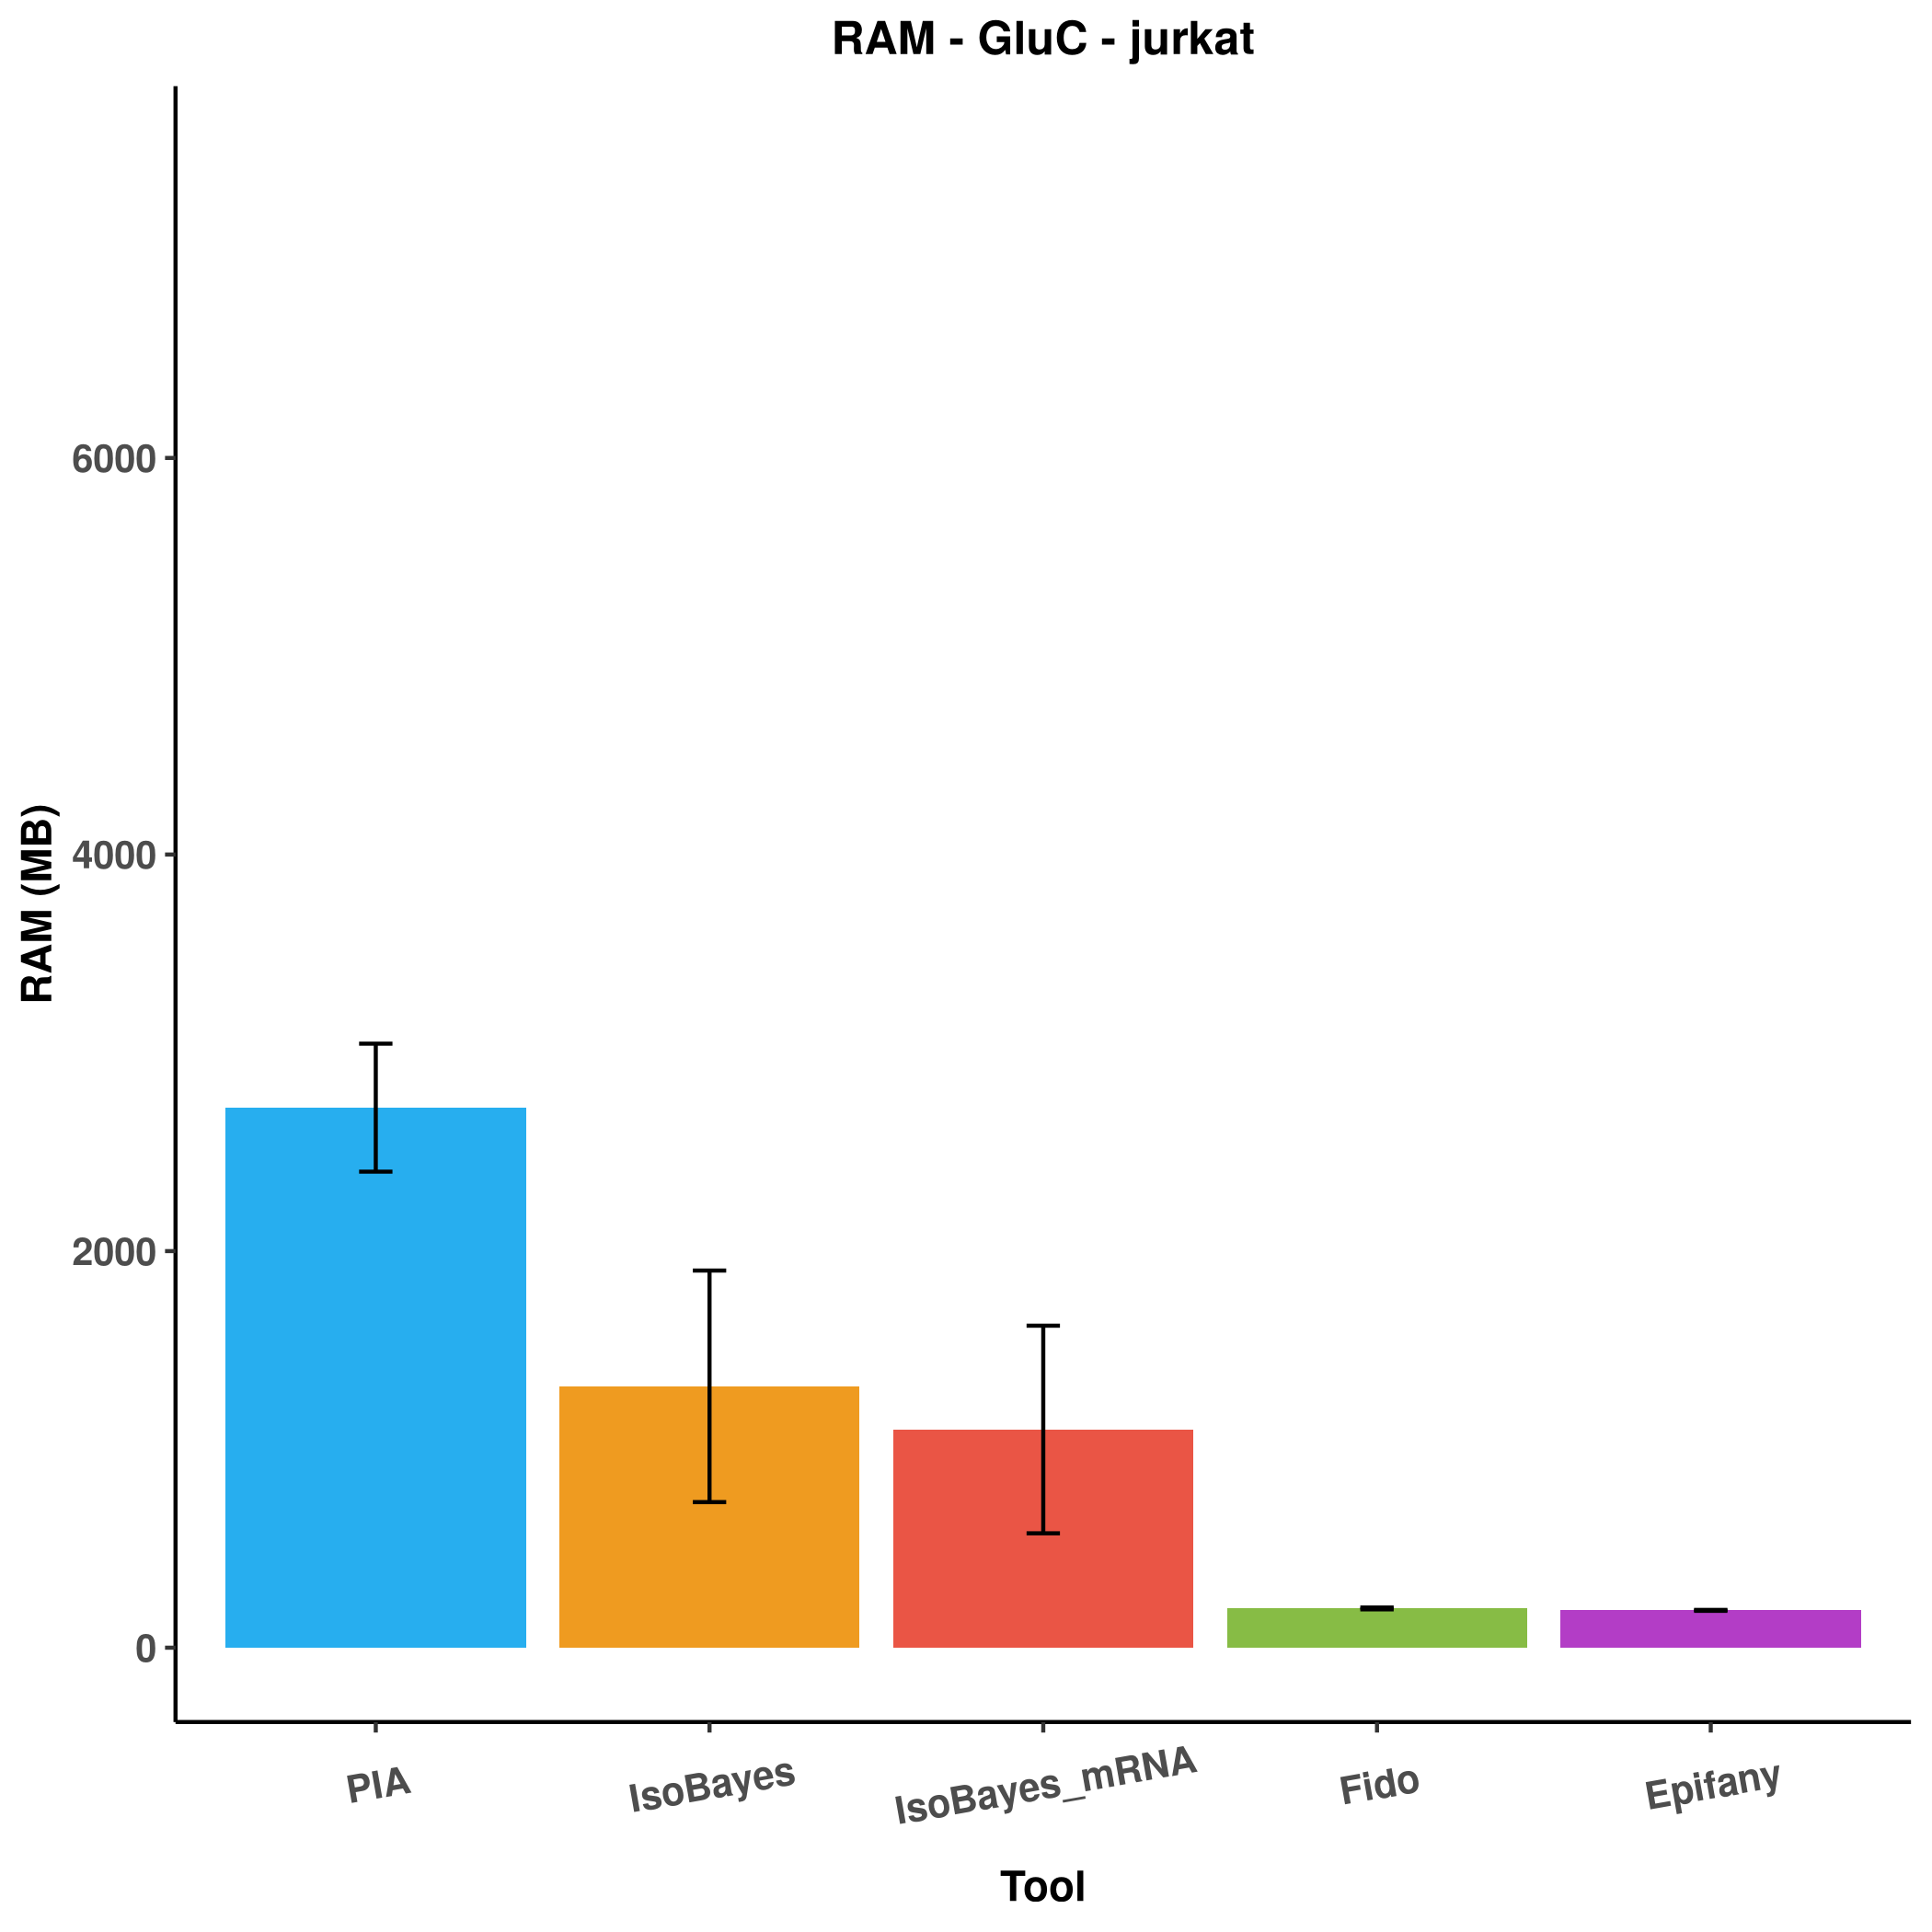 RAM - GluC - jurkat
RAM (MB)
6000
4000
2000
0
PIA
IsoBayes
IsoBayes_mRNA
Fido
Epifany
Tool